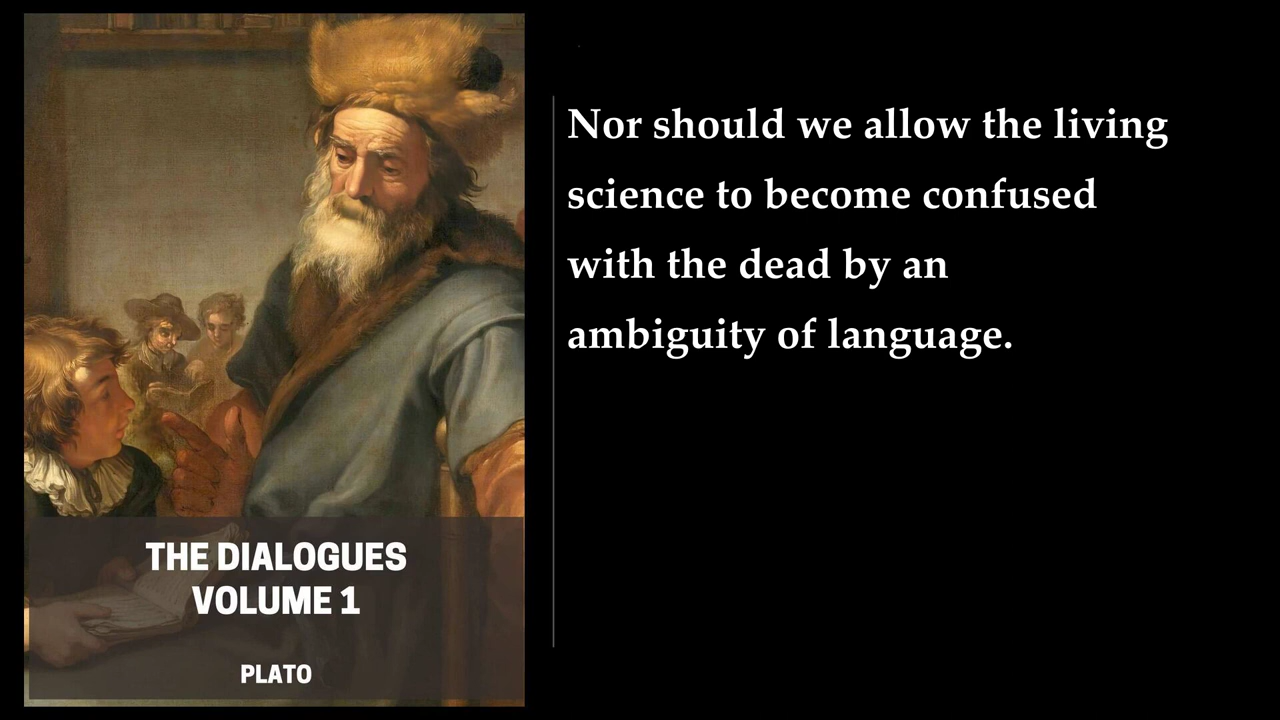 Nor should we allow the living
science to become confused
with the dead by an
ambiguity of language.
THE DIALOGUES
VOLUME 1
PLATO